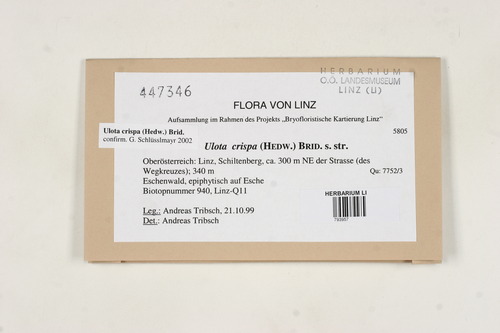 447346
HERBARIUM
O.Ö. LANDESMUSEUM
LINZ (LI)
FLORA VON LINZ
Aufsammlung im Rahmen des Projekts „Bryofloristische Kartierung Linz”
Ulota crispa (Hedw.) Brid.
confirm. G. Schlüsslmayr 2002
5805
Ulota crispa (HEDW.) BRID. s. str.
Oberösterreich: Linz, Schiltenberg, ca. 300 m NE der Strasse (des
Wegkreuzes); 340 m
Qu: 7752/3
Eschenwald, epiphytisch auf Esche
Biotopnummer 940, Linz-Q11
HERBARIUM LI
Leg.: Andreas Tribsch, 21.10.99
Det.: Andreas Tribsch